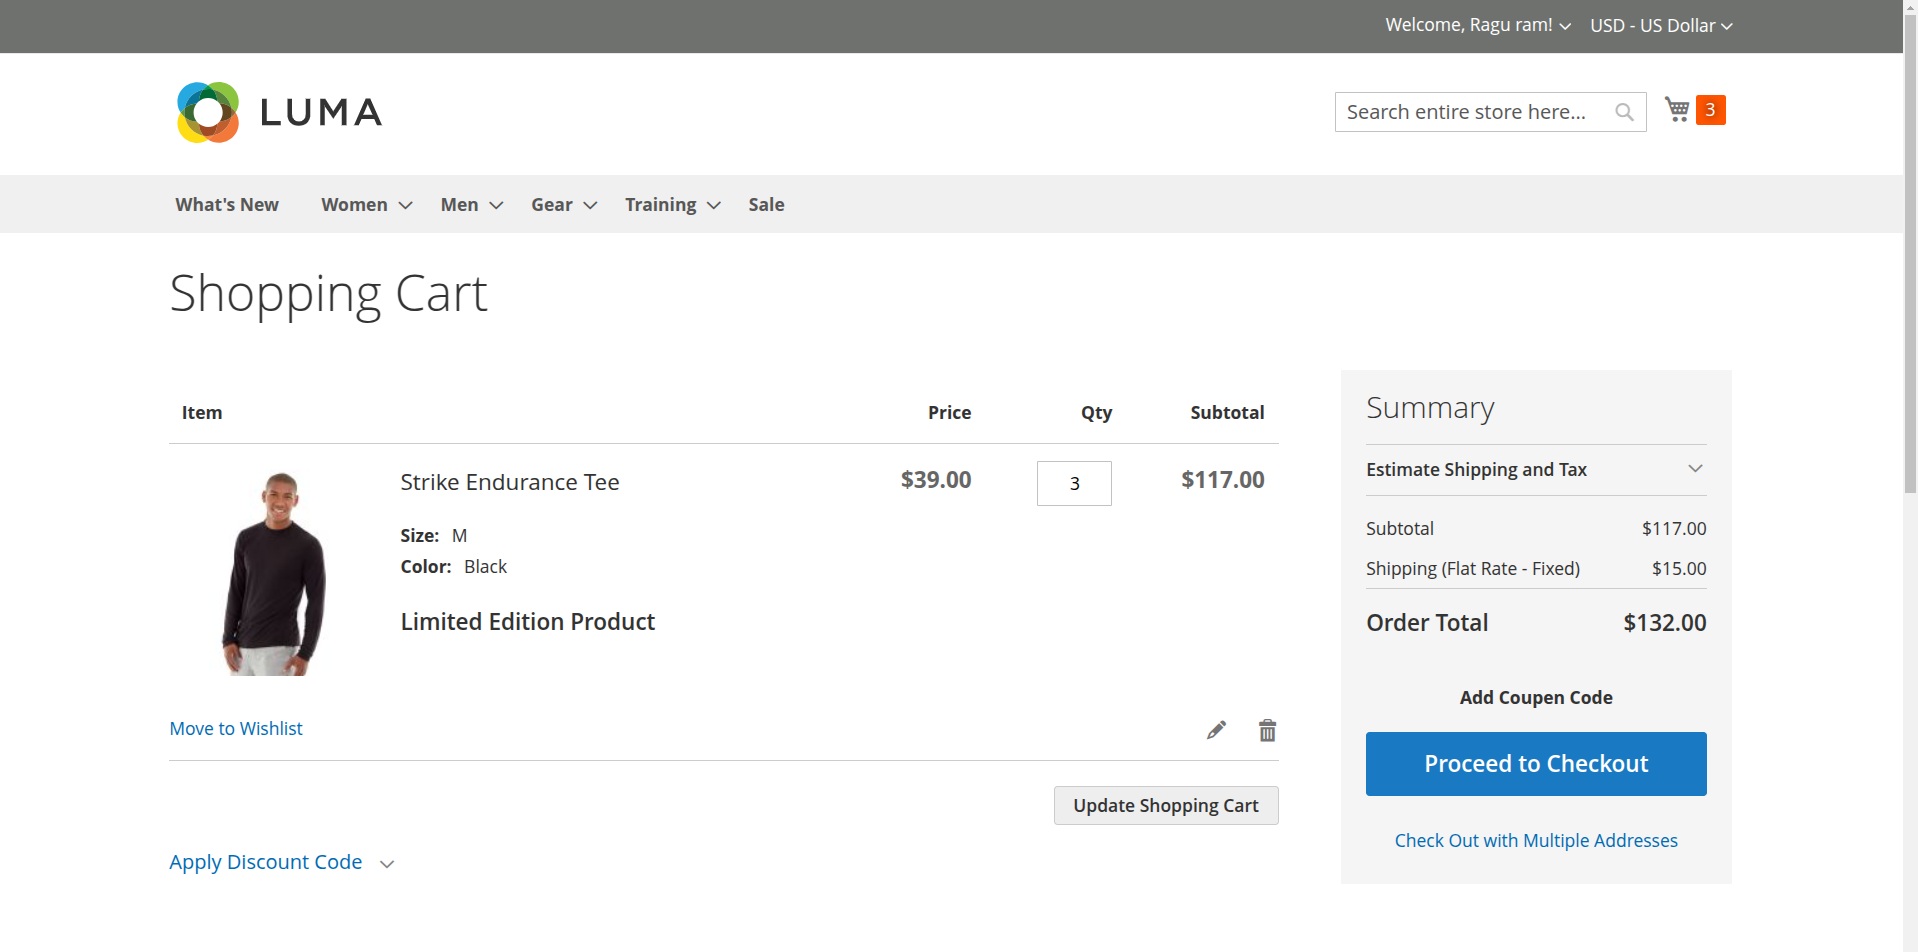 Welcome, Ragu ram! USD - US Dollar
LUMA
Search entire store here...
3
What's New Women Men Gear Training Sale
Shopping Cart
Item Price Qty Subtotal
Strike Endurance Tee $39.00 3 $117.00
Size: M
Color: Black
Limited Edition Product
Move to Wishlist
Update Shopping Cart
Apply Discount Code
Summary
Estimate Shipping and Tax
Subtotal $117.00
Shipping (Flat Rate - Fixed) $15.00
Order Total $132.00
Add Coupen Code
Proceed to Checkout
Check Out with Multiple Addresses